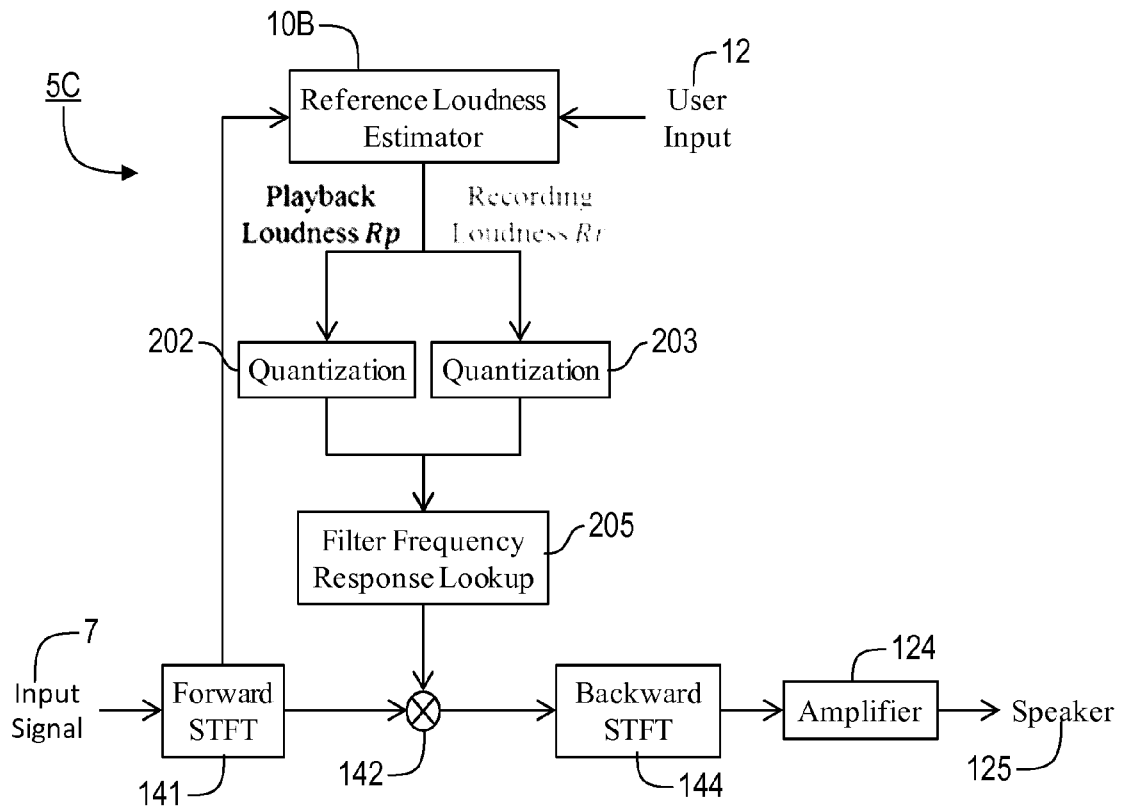 10B
12
5C
Reference Loudness
Estimator
User
Input
Playback
Loudness Rp
Recording
Loudness Rr
202
Quantization
Quantization
203
Filter Frequency
Response Lookup
205
7
Input
Signal
Forward
STFT
141
142
Backward
STFT
144
124
Amplifier
Speaker
125